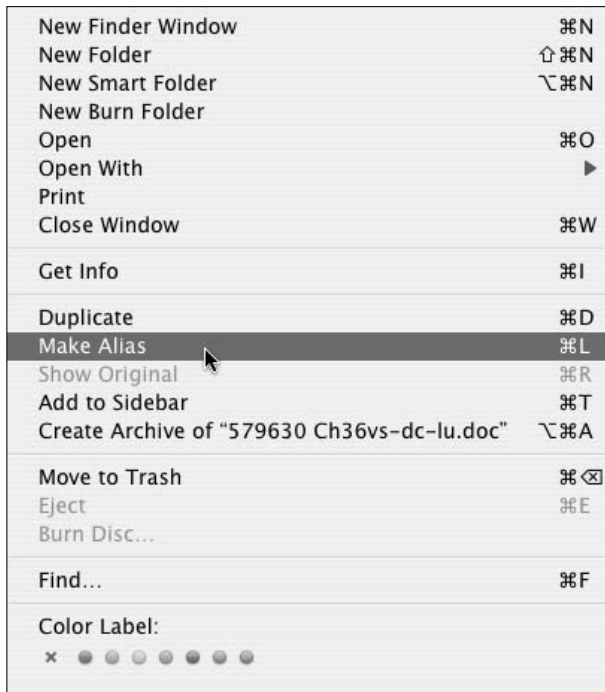 New Finder Window ⌘N
New Folder ⇧⌘N
New Smart Folder ⌥⌘N
New Burn Folder
Open ⌘O
Open With ▶
Print
Close Window ⌘W
Get Info ⌘I
Duplicate ⌘D
Make Alias ⌘L
Show Original ⌘R
Add to Sidebar ⌘T
Create Archive of “579630 Ch36vs-dc-lu.doc” ⌥⌘A
Move to Trash ⌘⌫
Eject ⌘E
Burn Disc...
Find... ⌘F
Color Label:
×